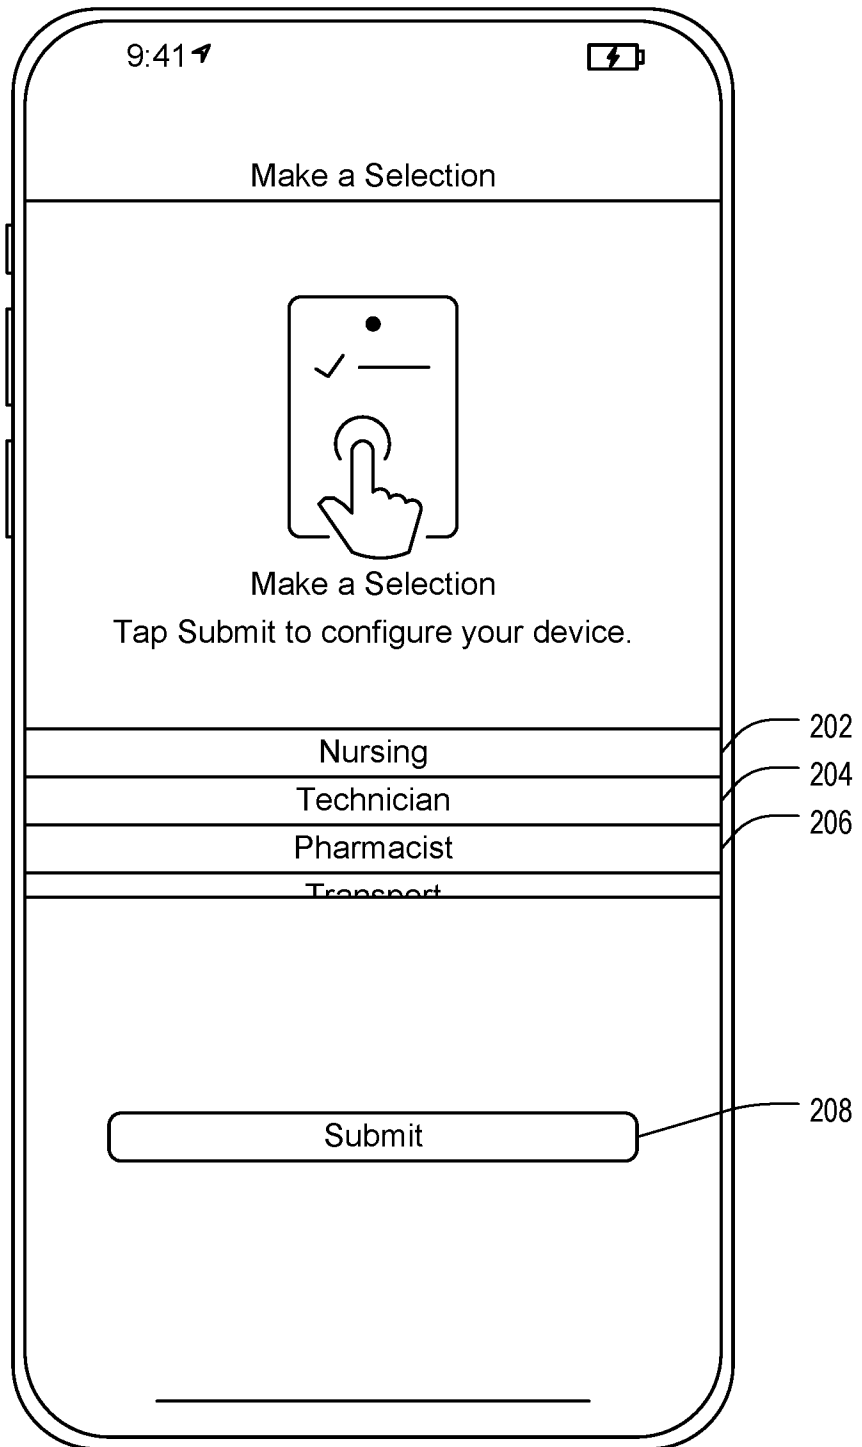 9:41
Make a Selection
Make a Selection
Tap Submit to configure your device.
Nursing
202
Technician
204
Pharmacist
206
Transport
Submit
208